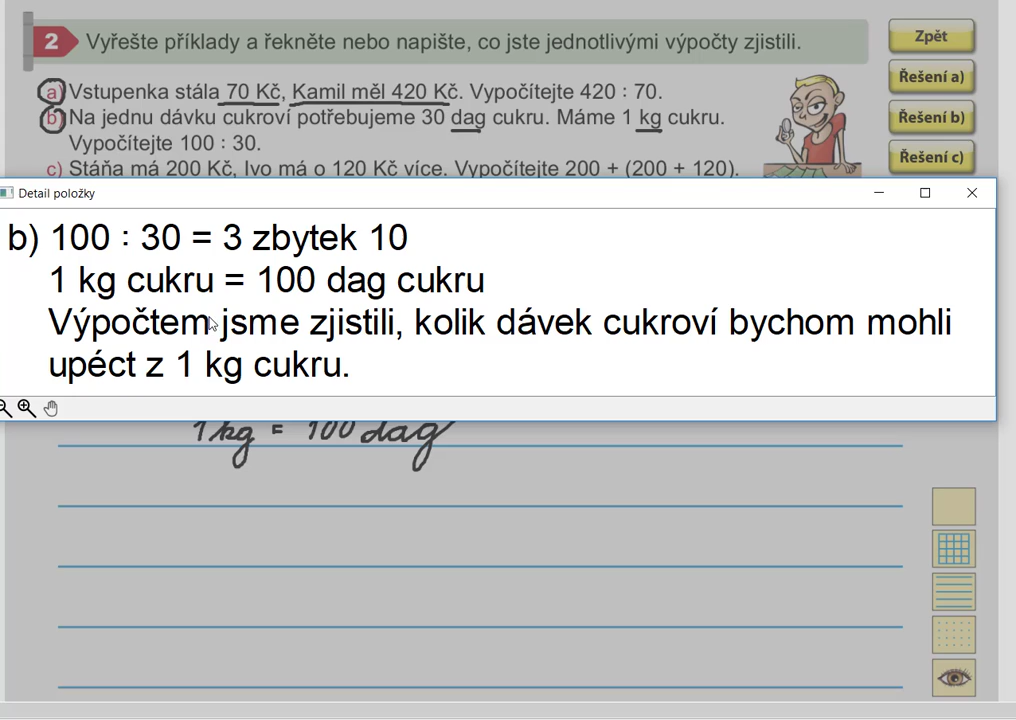 2 Vyřešte příklady a řekněte nebo napište, co jste jednotlivými výpočty zjistili.
Zpět
Řešení a)
Řešení b)
Řešení c)
a) Vstupenka stála 70 Kč, Kamil měl 420 Kč. Vypočítejte 420 : 70.
b) Na jednu dávku cukroví potřebujeme 30 dag cukru. Máme 1 kg cukru.
Vypočítejte 100 : 30.
c) Stáňa má 200 Kč, Ivo má o 120 Kč více. Vypočítejte 200 + (200 + 120).
Detail položky
b) 100 : 30 = 3 zbytek 10
1 kg cukru = 100 dag cukru
Výpočtem jsme zjistili, kolik dávek cukroví bychom mohli
upéct z 1 kg cukru.
1 kg = 100 dag